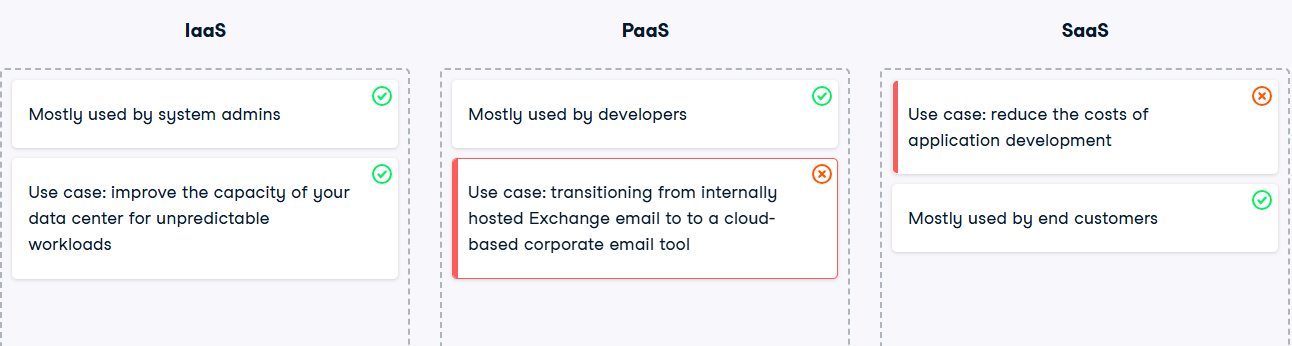 IaaS
Mostly used by system admins
Use case: improve the capacity of your
data center for unpredictable
workloads
PaaS
Mostly used by developers
Use case: transitioning from internally
hosted Exchange email to to a cloud-
based corporate email tool
SaaS
Use case: reduce the costs of
application development
Mostly used by end customers